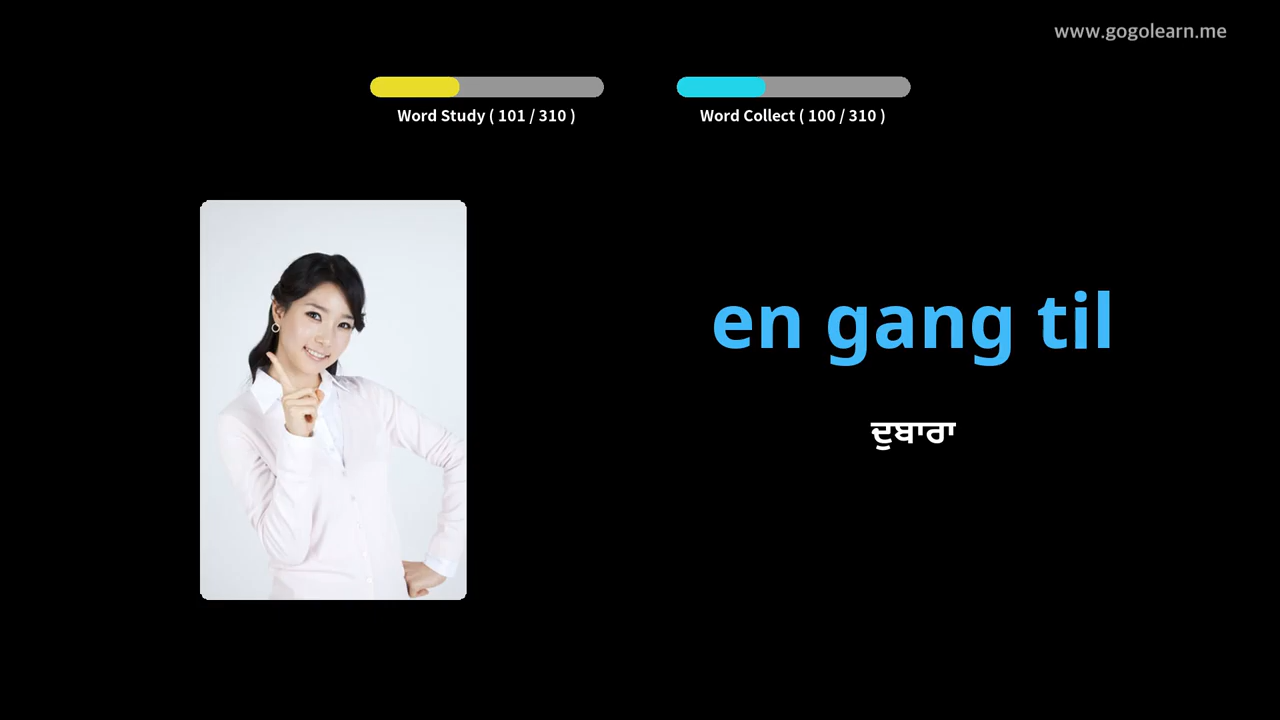 www.gogolearn.me
Word Study ( 101 / 310 )
Word Collect ( 100 / 310 )
en gang til
ਦੁਬਾਰਾ